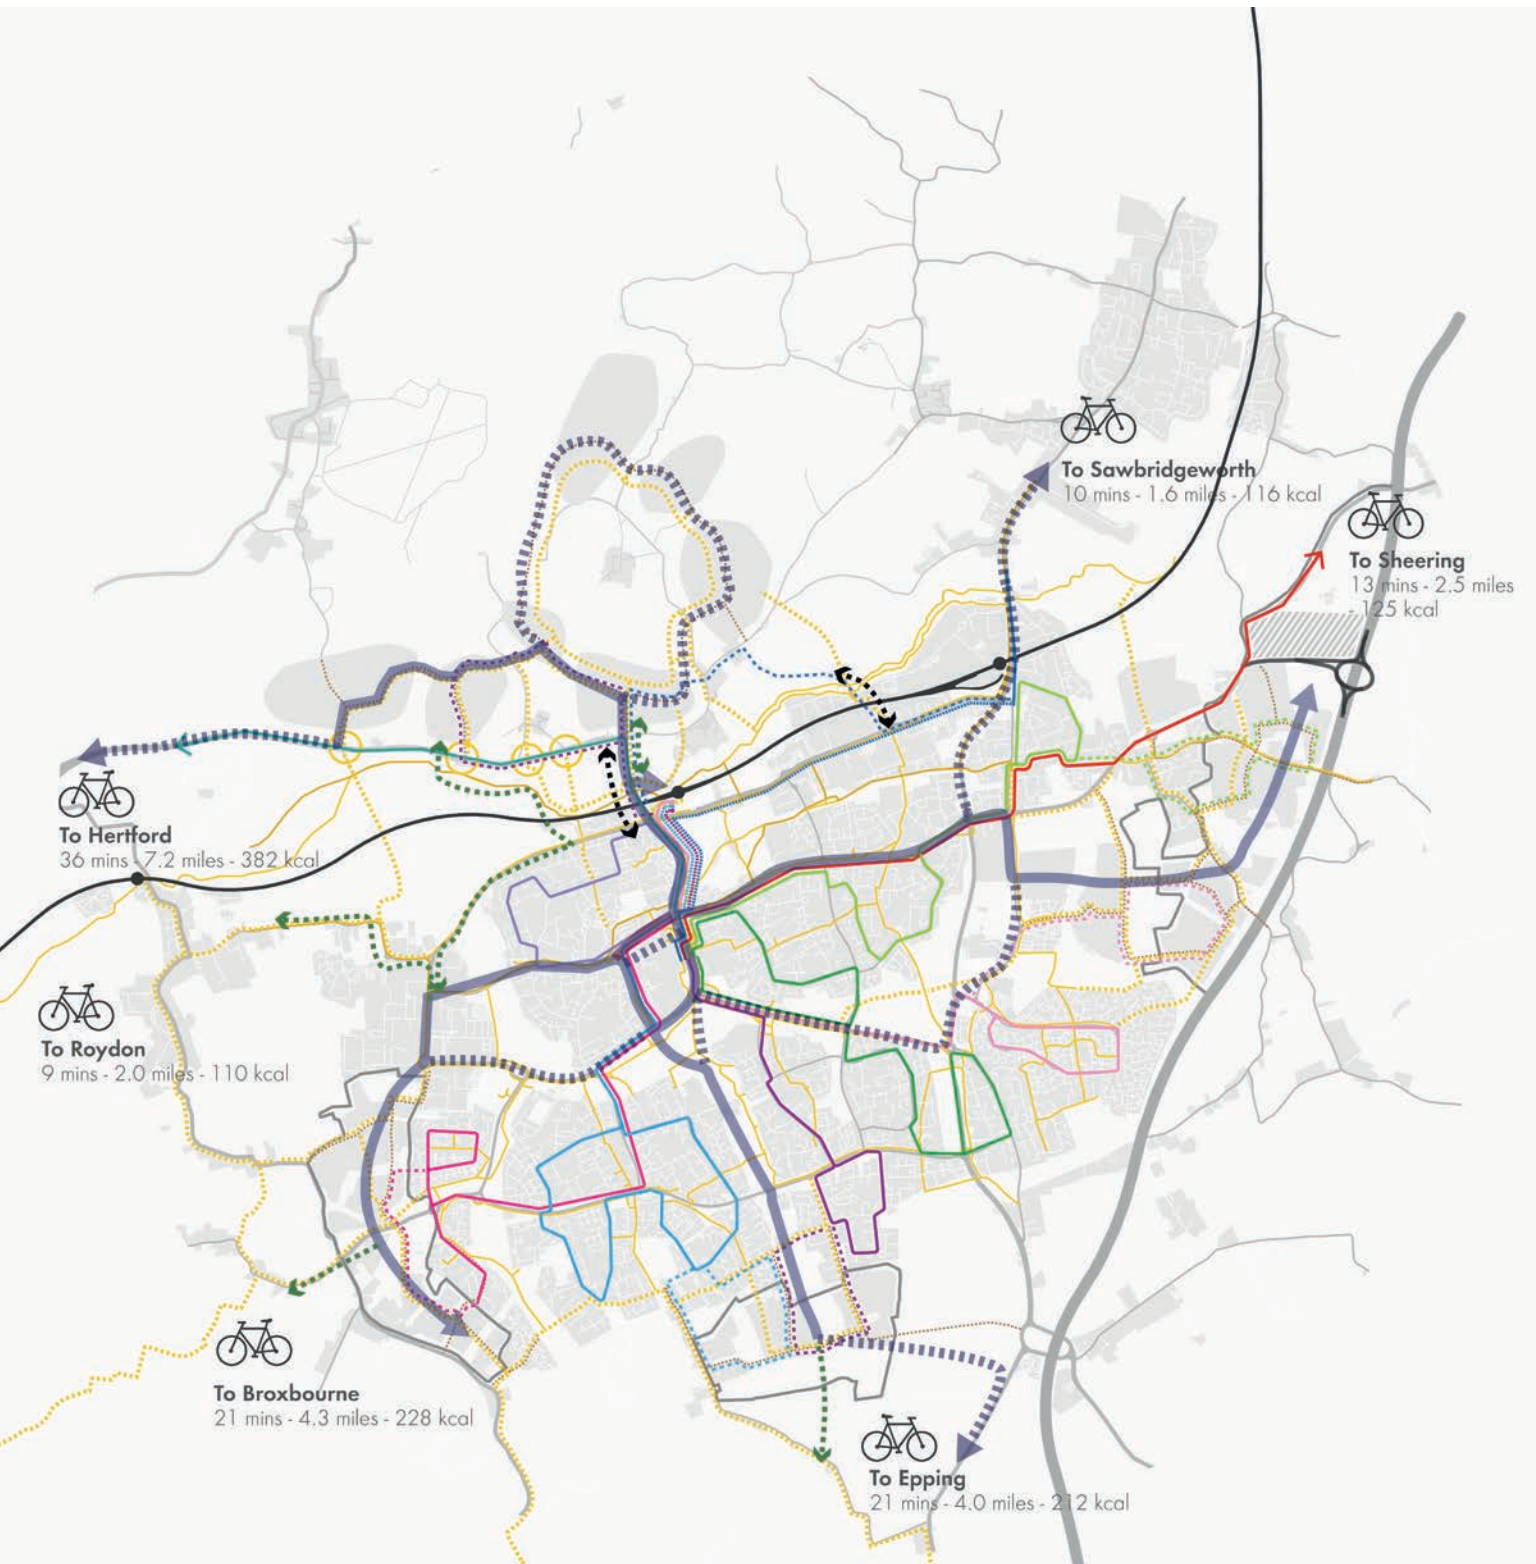 To Sawbridgeworth
10 mins - 1.6 miles - 116 kcal
To Sheering
13 mins - 2.5 miles
- 125 kcal
To Hertford
36 mins - 7.2 miles - 382 kcal
To Roydon
9 mins - 2.0 miles - 110 kcal
To Broxbourne
21 mins - 4.3 miles - 228 kcal
To Epping
21 mins - 4.0 miles - 212 kcal